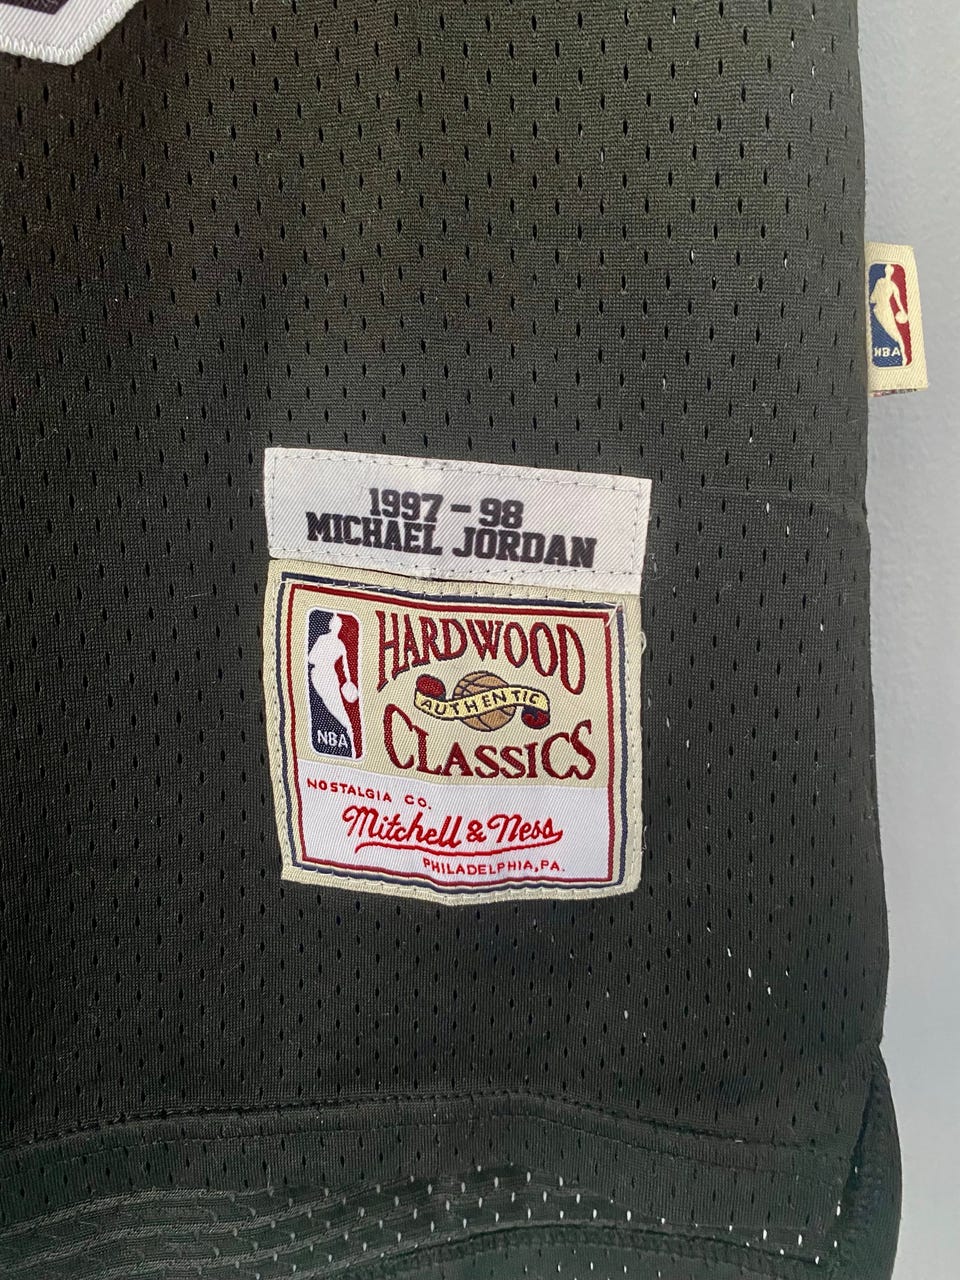 NBA
1997 - 98
MICHAEL JORDAN
NBA
HARDWOOD
AUTHENTIC
CLASSICS
NOSTALGIA CO.
Mitchell & Ness
PHILADELPHIA, PA.